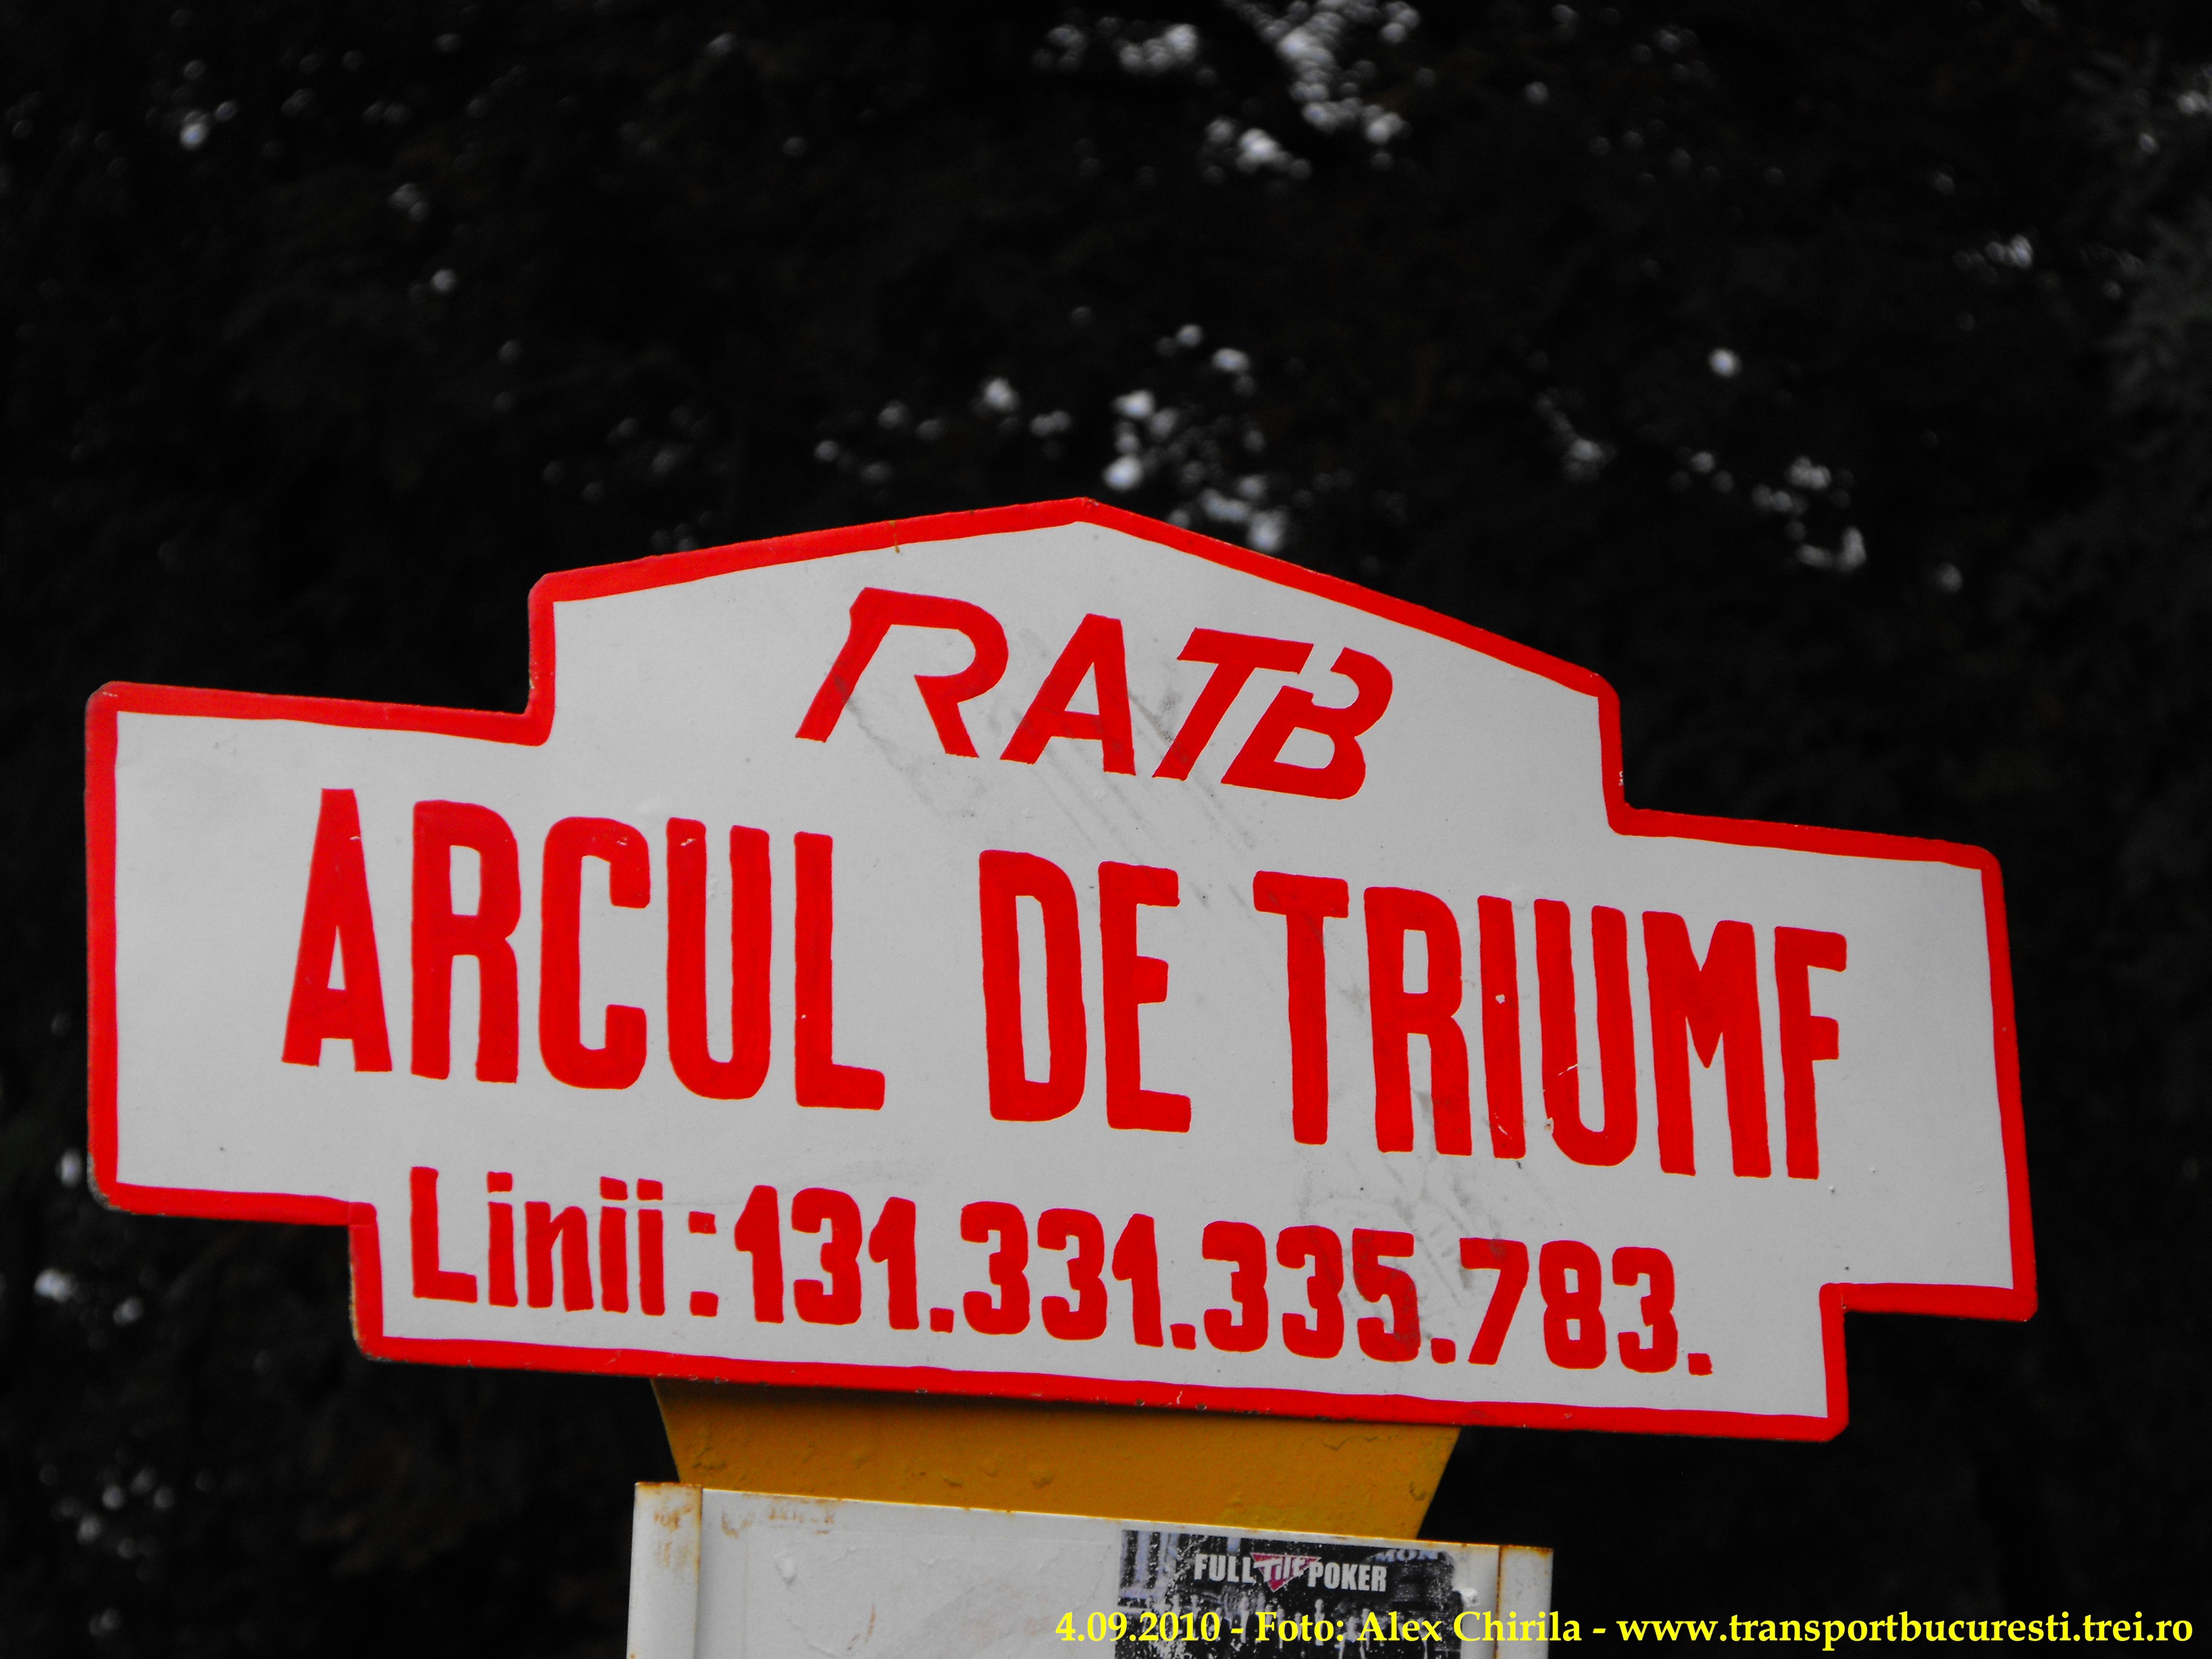 RATB
ARCUL DE TRIUMF
Linii:131.331.335.783.
FULL TILT POKER
4.09.2010 - Foto: Alex Chirila - www.transportbucuresti.trei.ro